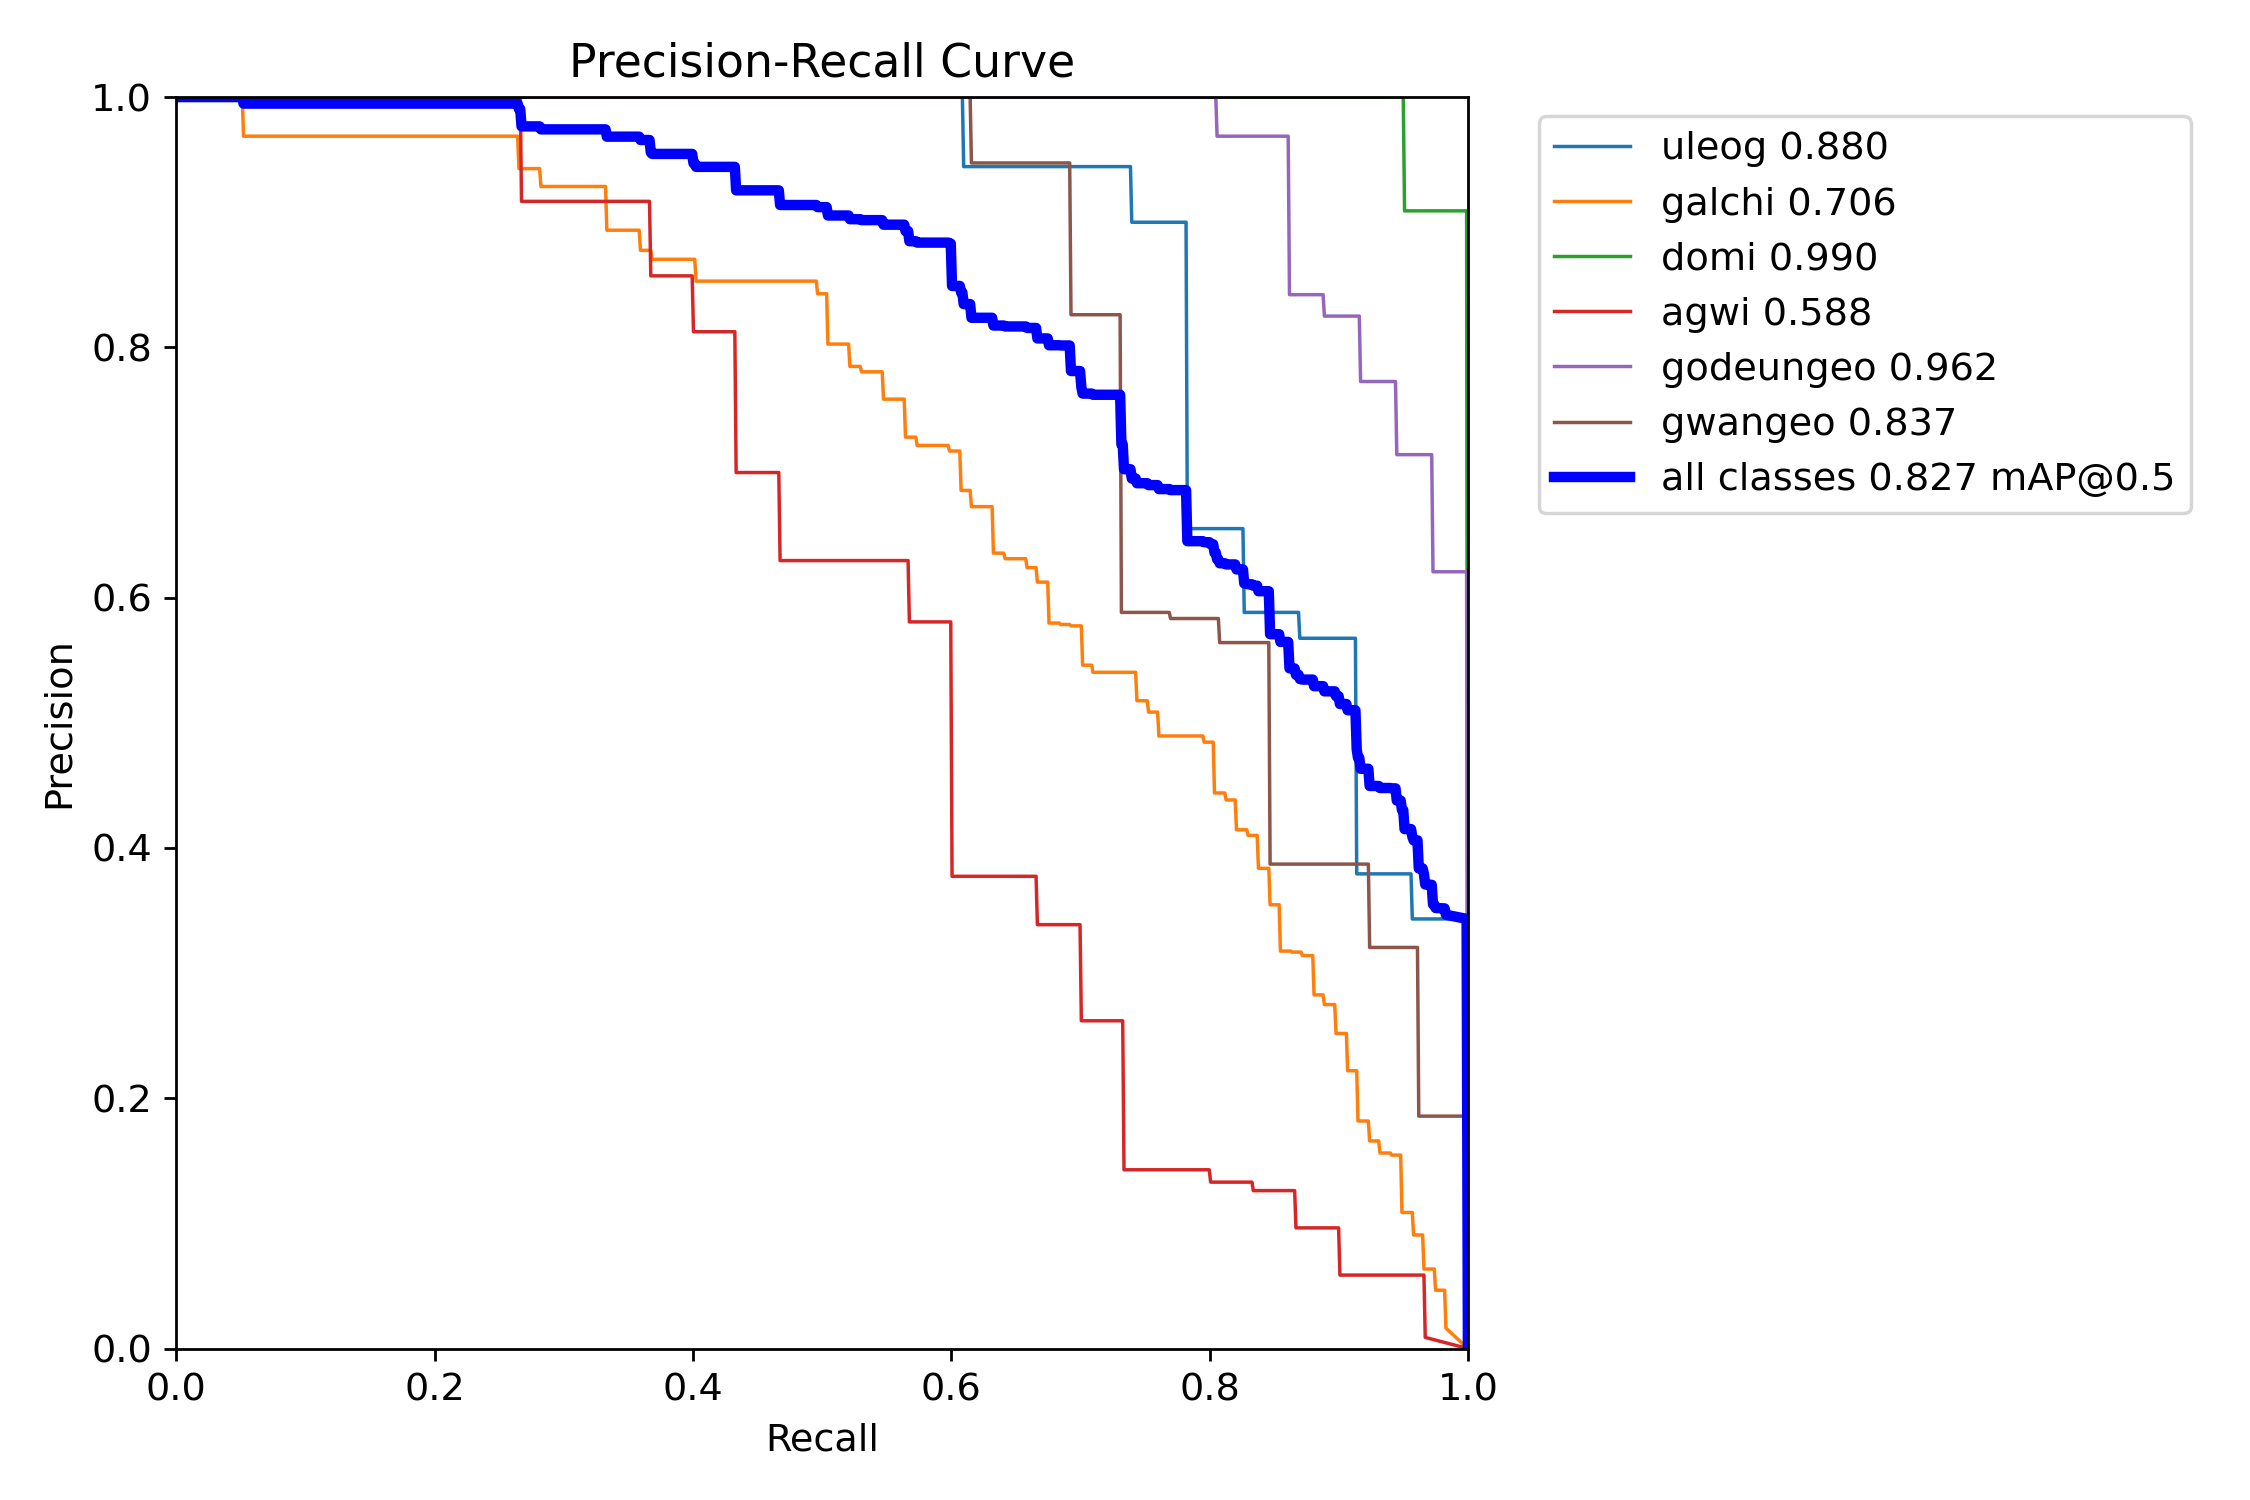 Precision-Recall Curve
1.0
0.8
0.6
0.4
0.2
0.0
Precision
0.0 0.2 0.4 0.6 0.8 1.0
Recall
uleog 0.880
galchi 0.706
domi 0.990
agwi 0.588
godeungeo 0.962
gwangeo 0.837
all classes 0.827 mAP@0.5